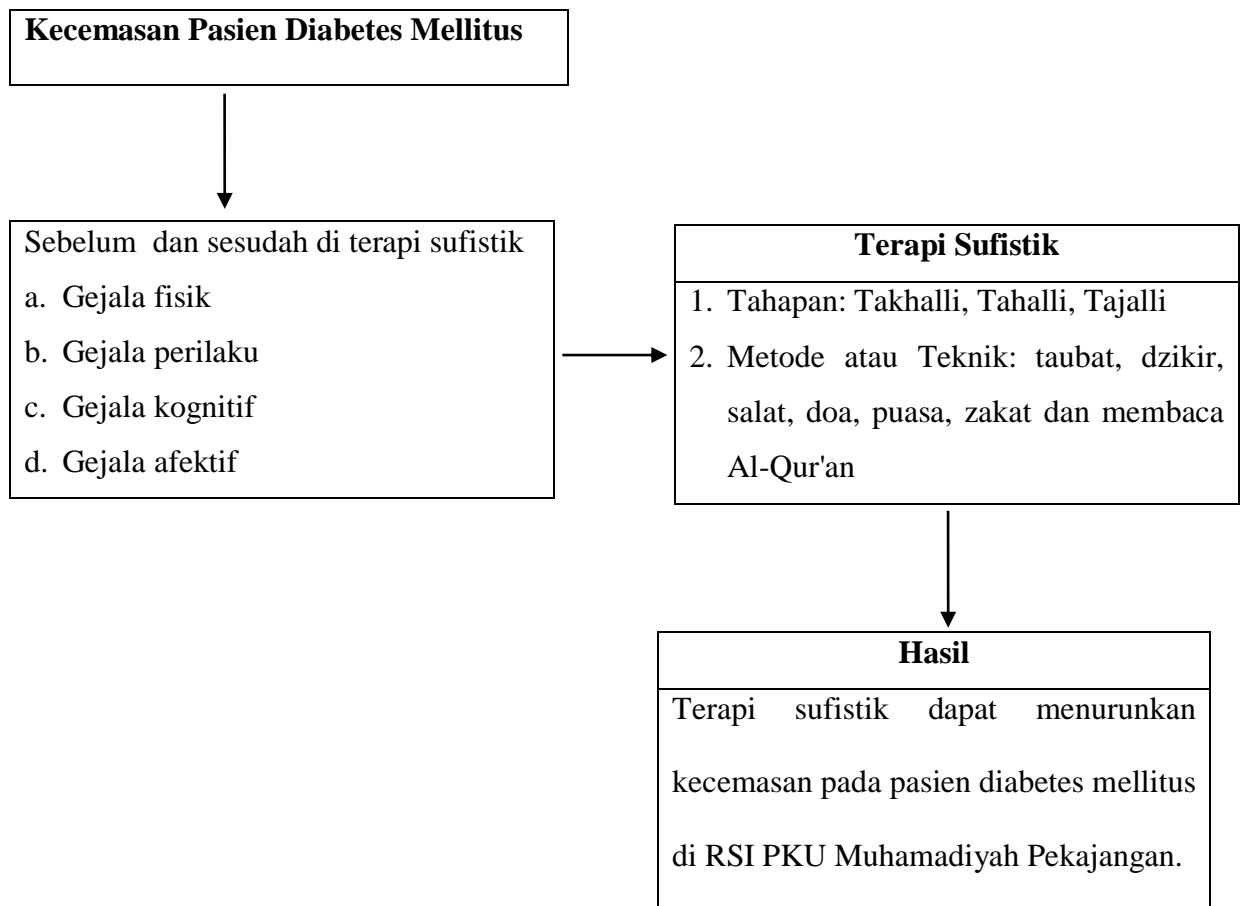 Kecemasan Pasien Diabetes Mellitus
Sebelum dan sesudah di terapi sufistik
a. Gejala fisik
b. Gejala perilaku
c. Gejala kognitif
d. Gejala afektif
Terapi Sufistik
1. Tahapan: Takhalli, Tahalli, Tajalli
2. Metode atau Teknik: taubat, dzikir,
salat, doa, puasa, zakat dan membaca
Al-Qur'an
Hasil
Terapi sufistik dapat menurunkan
kecemasan pada pasien diabetes mellitus
di RSI PKU Muhamadiyah Pekajangan.